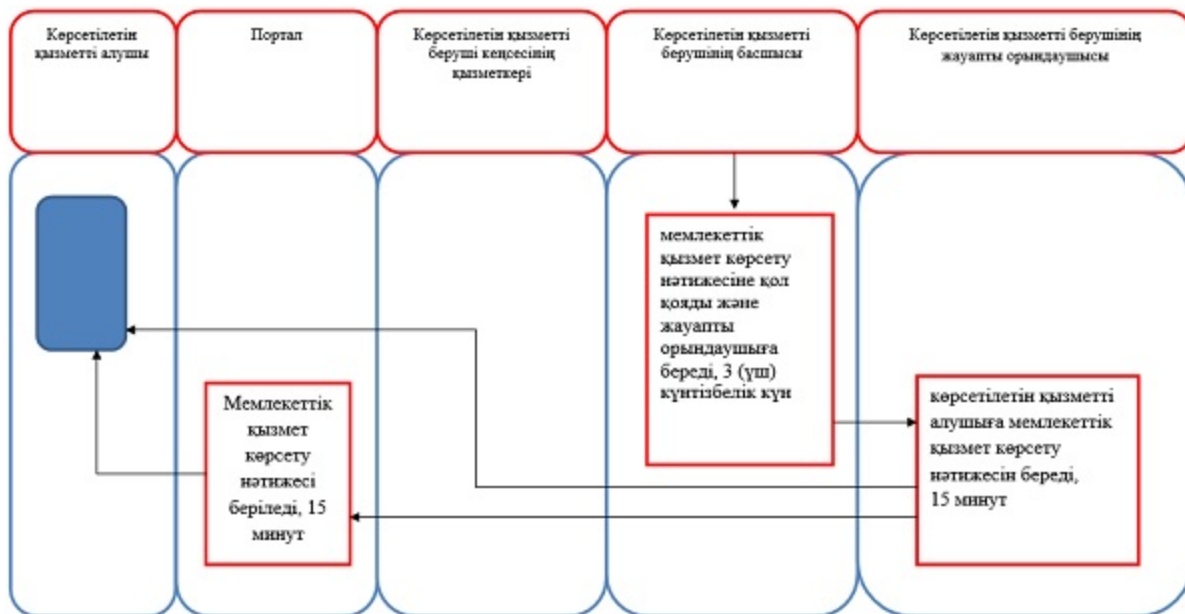 Көрсетілетін
қызметті алушы
Портал
Көрсетілетін қызметті
беруші кеңсесінің
қызметкері
Көрсетілетін қызметті
берушінің басшысы
Көрсетілетін қызметті берушінің
жауапты орындаушысы
мемлекеттік
қызмет көрсету
нәтижесіне қол
қояды және
жауапты
орындаушыға
береді, 3 (үш)
күнтізбелік күн
Мемлекеттік
қызмет
көрсету
нәтижесі
беріледі, 15
минут
көрсетілетін қызметті
алушыға мемлекеттік
қызмет көрсету
нәтижесін береді,
15 минут